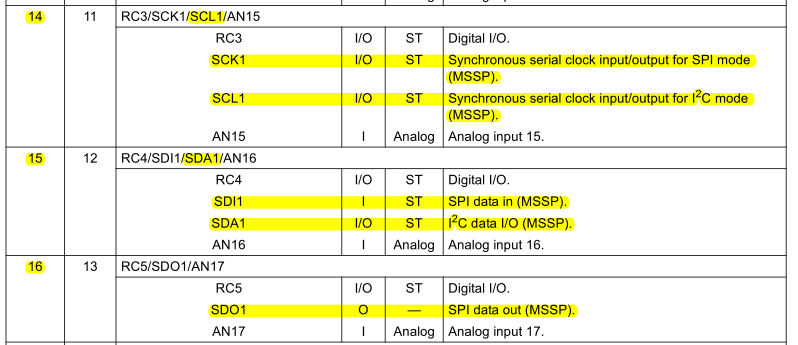 14 11 RC3/SCK1/SCL1/AN15
RC3 I/O ST Digital I/O.
SCK1 I/O ST Synchronous serial clock input/output for SPI mode
(MSSP).
SCL1 I/O ST Synchronous serial clock input/output for I²C mode
(MSSP).
AN15 I Analog Analog input 15.
15 12 RC4/SDI1/SDA1/AN16
RC4 I/O ST Digital I/O.
SDI1 I ST SPI data in (MSSP).
SDA1 I/O ST I²C data I/O (MSSP).
AN16 I Analog Analog input 16.
16 13 RC5/SDO1/AN17
RC5 I/O ST Digital I/O.
SDO1 O — SPI data out (MSSP).
AN17 I Analog Analog input 17.